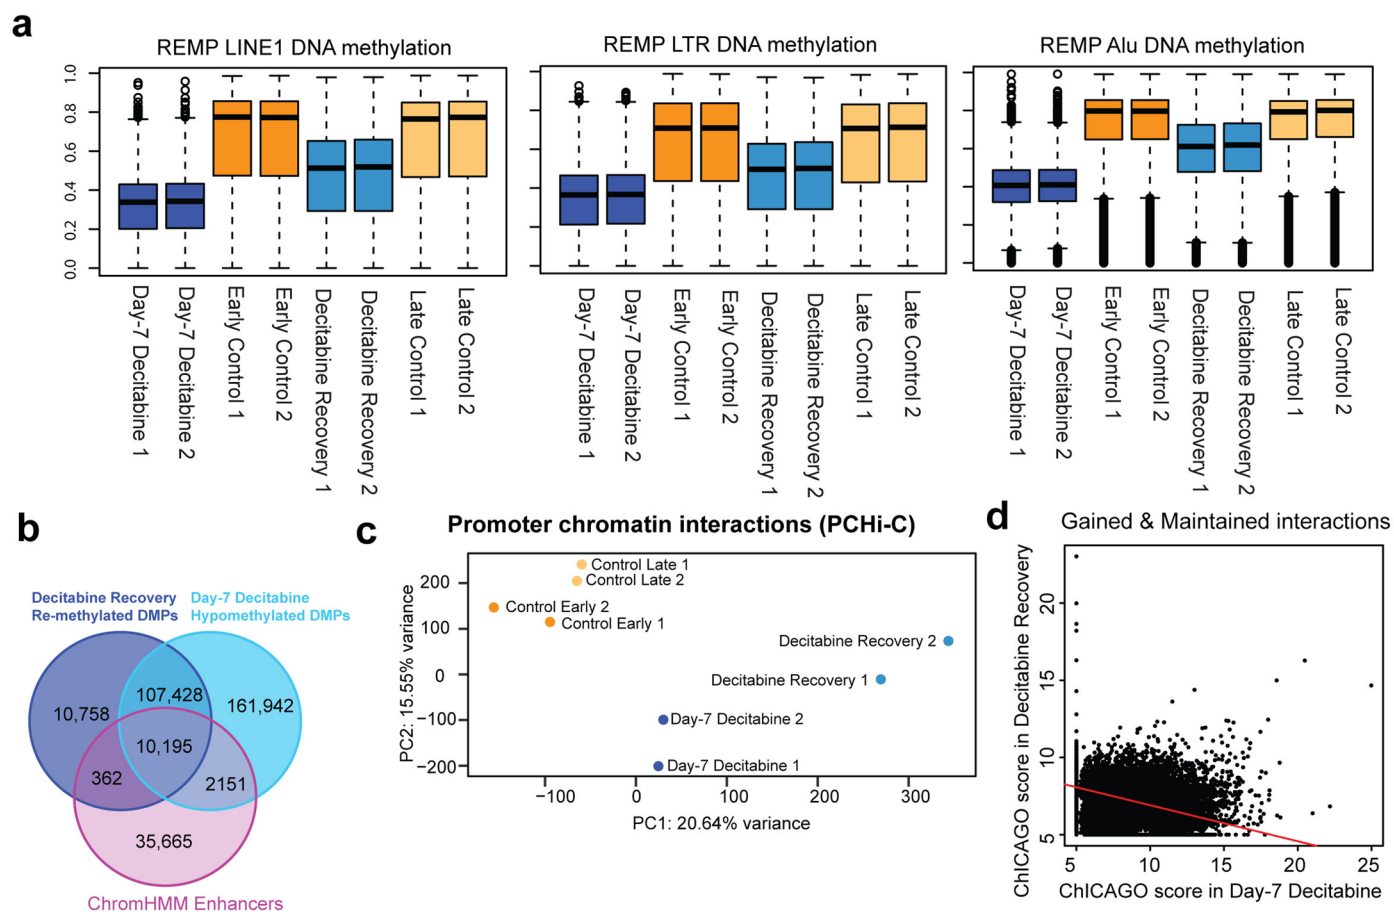 a
REMP LINE1 DNA methylation
REMP LTR DNA methylation
REMP Alu DNA methylation
1.0
0.8
0.6
0.4
0.2
0.0
Day-7 Decitabine 1
Day-7 Decitabine 2
Early Control 1
Early Control 2
Decitabine Recovery 1
Decitabine Recovery 2
Late Control 1
Late Control 2
Day-7 Decitabine 1
Day-7 Decitabine 2
Early Control 1
Early Control 2
Decitabine Recovery 1
Decitabine Recovery 2
Late Control 1
Late Control 2
Day-7 Decitabine 1
Day-7 Decitabine 2
Early Control 1
Early Control 2
Decitabine Recovery 1
Decitabine Recovery 2
Late Control 1
Late Control 2
b
Decitabine Recovery
Re-methylated DMPs
Day-7 Decitabine
Hypomethylated DMPs
107,428
10,758
161,942
10,195
362
2151
35,665
ChromHMM Enhancers
c
Promoter chromatin interactions (PCHi-C)
PC2: 15.55% variance
200
100
0
−100
−200
Control Late 1
Control Late 2
Control Early 2
Control Early 1
Decitabine Recovery 2
Decitabine Recovery 1
Day-7 Decitabine 2
Day-7 Decitabine 1
−100
0
100
200
300
PC1: 20.64% variance
d
Gained & Maintained interactions
ChICAGO score in Decitabine Recovery
20
15
10
5
5
10
15
20
25
ChICAGO score in Day-7 Decitabine